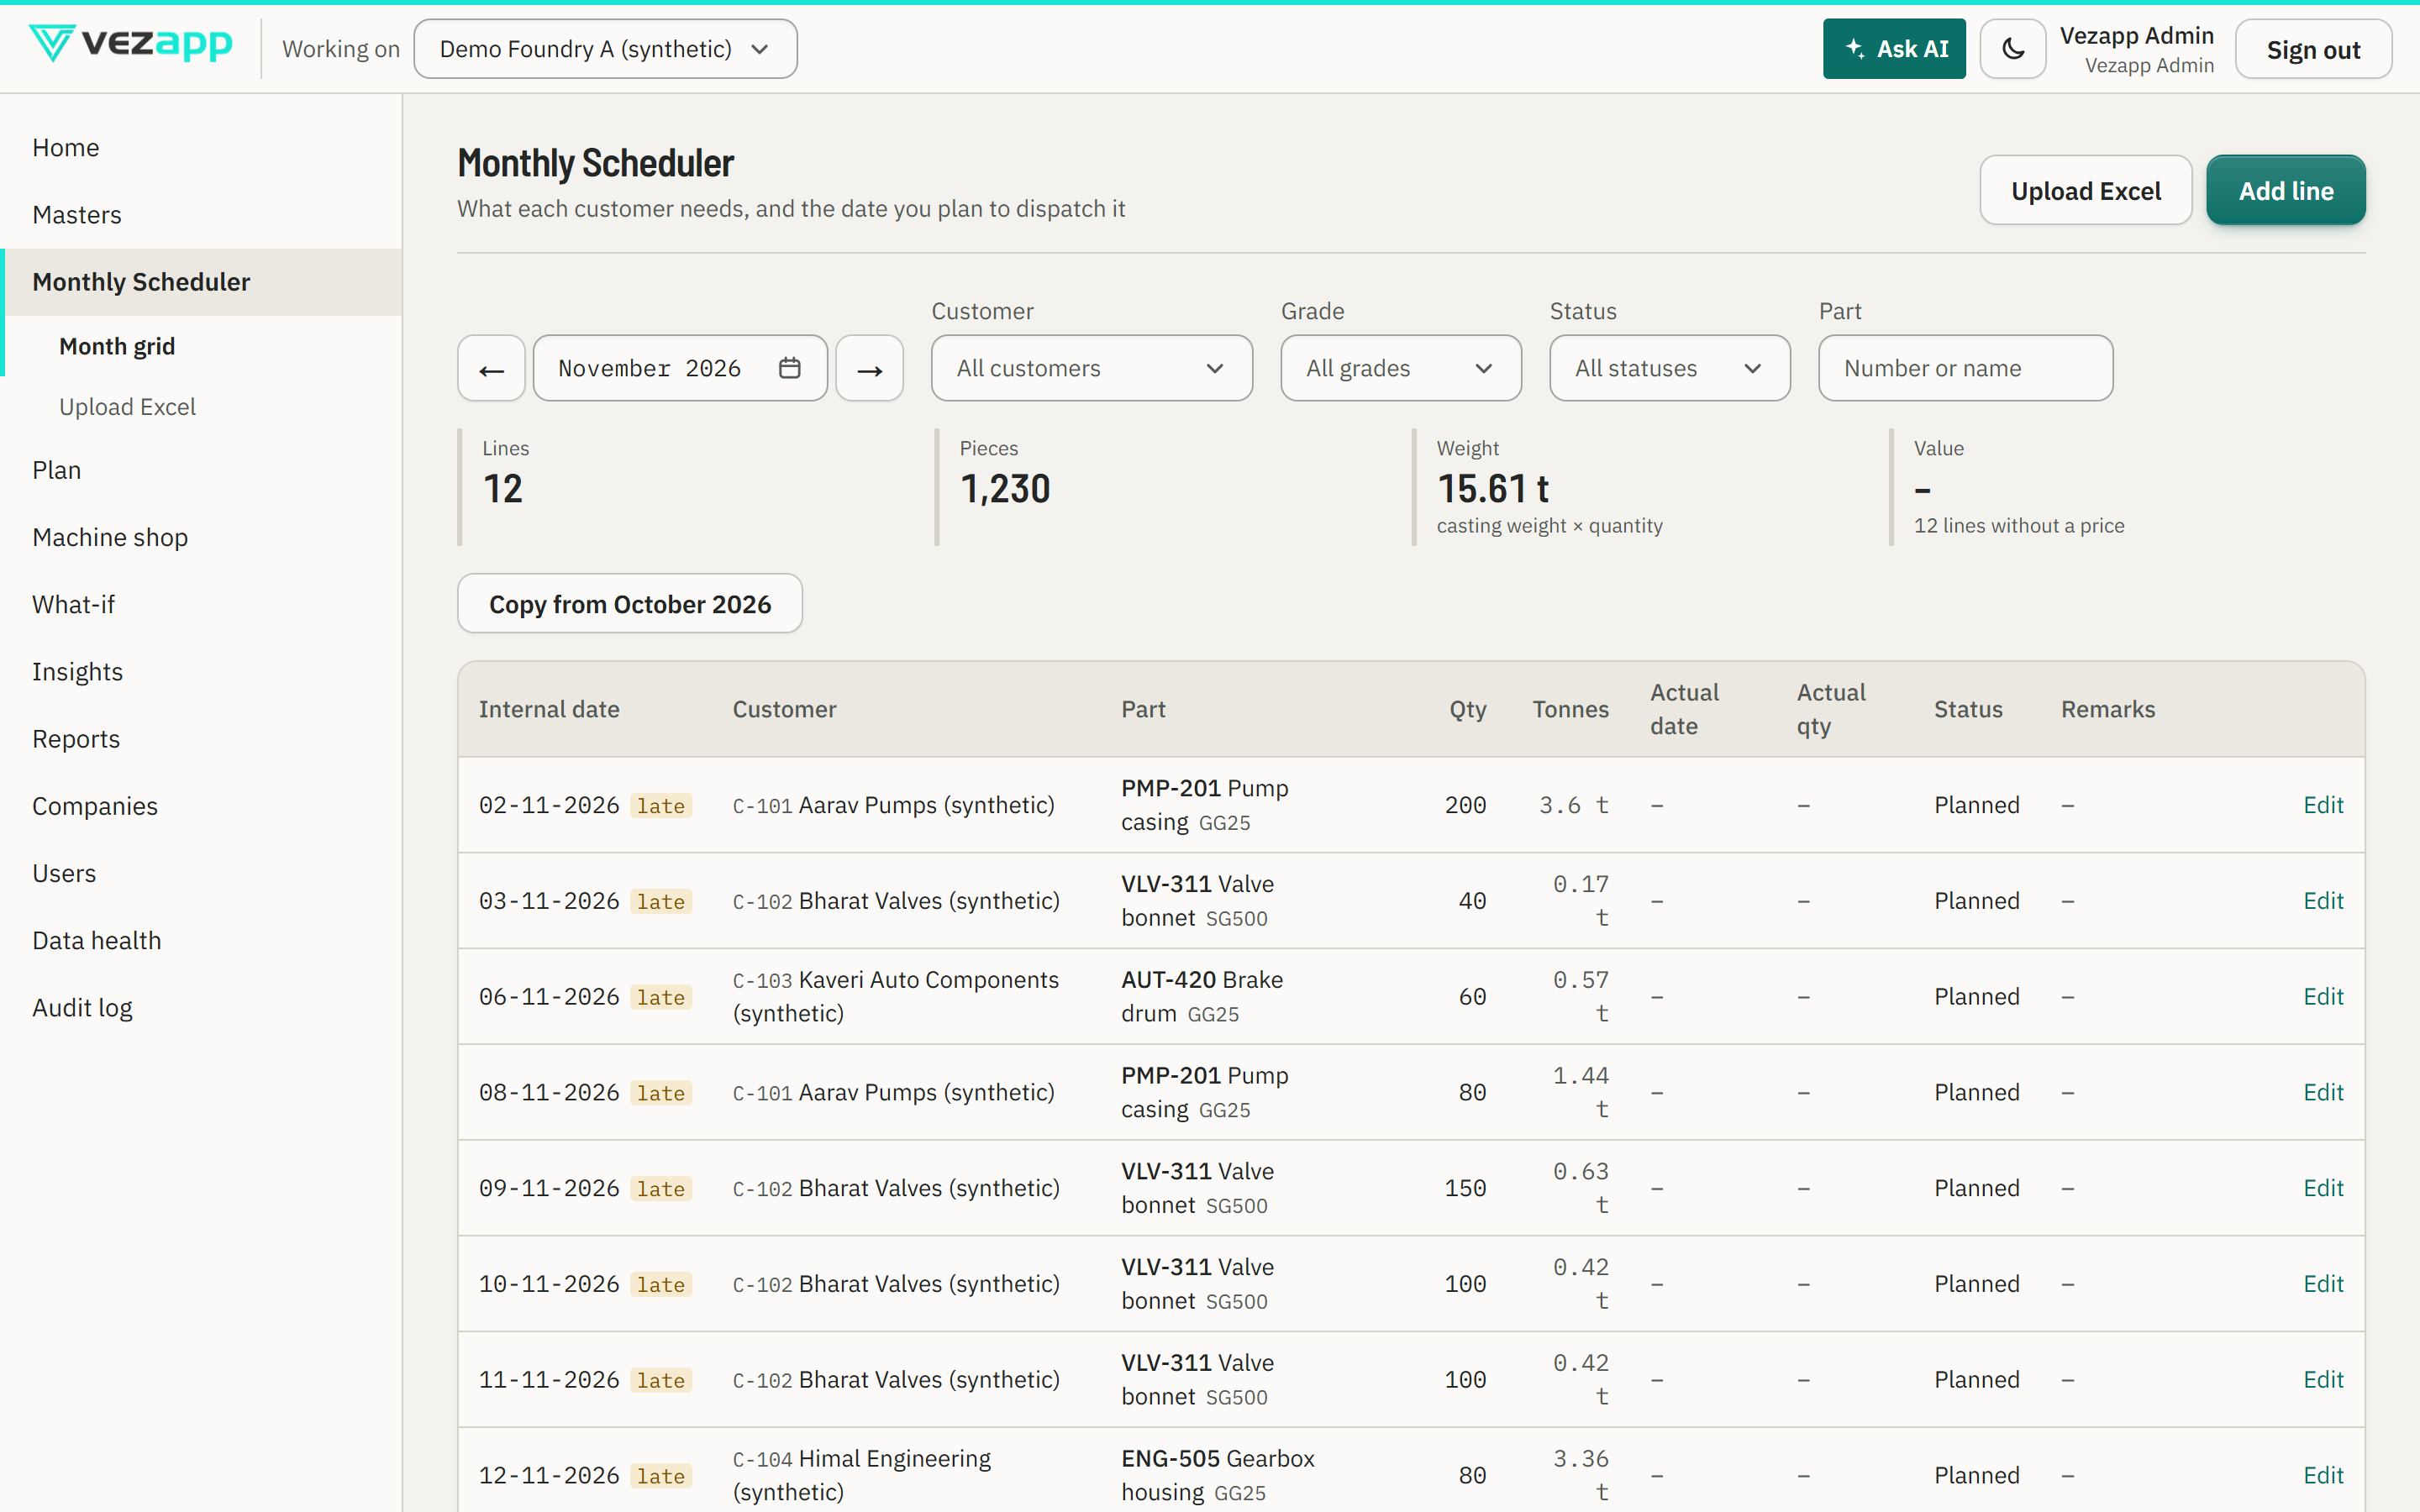 vezapp
Working on
Demo Foundry A (synthetic)
Ask AI
Vezapp Admin
Vezapp Admin
Sign out
Home
Masters
Monthly Scheduler
Month grid
Upload Excel
Plan
Machine shop
What-if
Insights
Reports
Companies
Users
Data health
Audit log
Monthly Scheduler
What each customer needs, and the date you plan to dispatch it
Upload Excel
Add line
Customer
Grade
Status
Part
←
November 2026
→
All customers
All grades
All statuses
Number or name
Lines
12
Pieces
1,230
Weight
15.61 t
casting weight × quantity
Value
–
12 lines without a price
Copy from October 2026
Internal date
Customer
Part
Qty
Tonnes
Actual
date
Actual
qty
Status
Remarks
02-11-2026 late
C-101 Aarav Pumps (synthetic)
PMP-201 Pump
casing GG25
200
3.6 t
–
–
Planned
–
Edit
03-11-2026 late
C-102 Bharat Valves (synthetic)
VLV-311 Valve
bonnet SG500
40
0.17
t
–
–
Planned
–
Edit
06-11-2026 late
C-103 Kaveri Auto Components
(synthetic)
AUT-420 Brake
drum GG25
60
0.57
t
–
–
Planned
–
Edit
08-11-2026 late
C-101 Aarav Pumps (synthetic)
PMP-201 Pump
casing GG25
80
1.44
t
–
–
Planned
–
Edit
09-11-2026 late
C-102 Bharat Valves (synthetic)
VLV-311 Valve
bonnet SG500
150
0.63
t
–
–
Planned
–
Edit
10-11-2026 late
C-102 Bharat Valves (synthetic)
VLV-311 Valve
bonnet SG500
100
0.42
t
–
–
Planned
–
Edit
11-11-2026 late
C-102 Bharat Valves (synthetic)
VLV-311 Valve
bonnet SG500
100
0.42
t
–
–
Planned
–
Edit
12-11-2026 late
C-104 Himal Engineering
(synthetic)
ENG-505 Gearbox
housing GG25
80
3.36
t
–
–
Planned
–
Edit